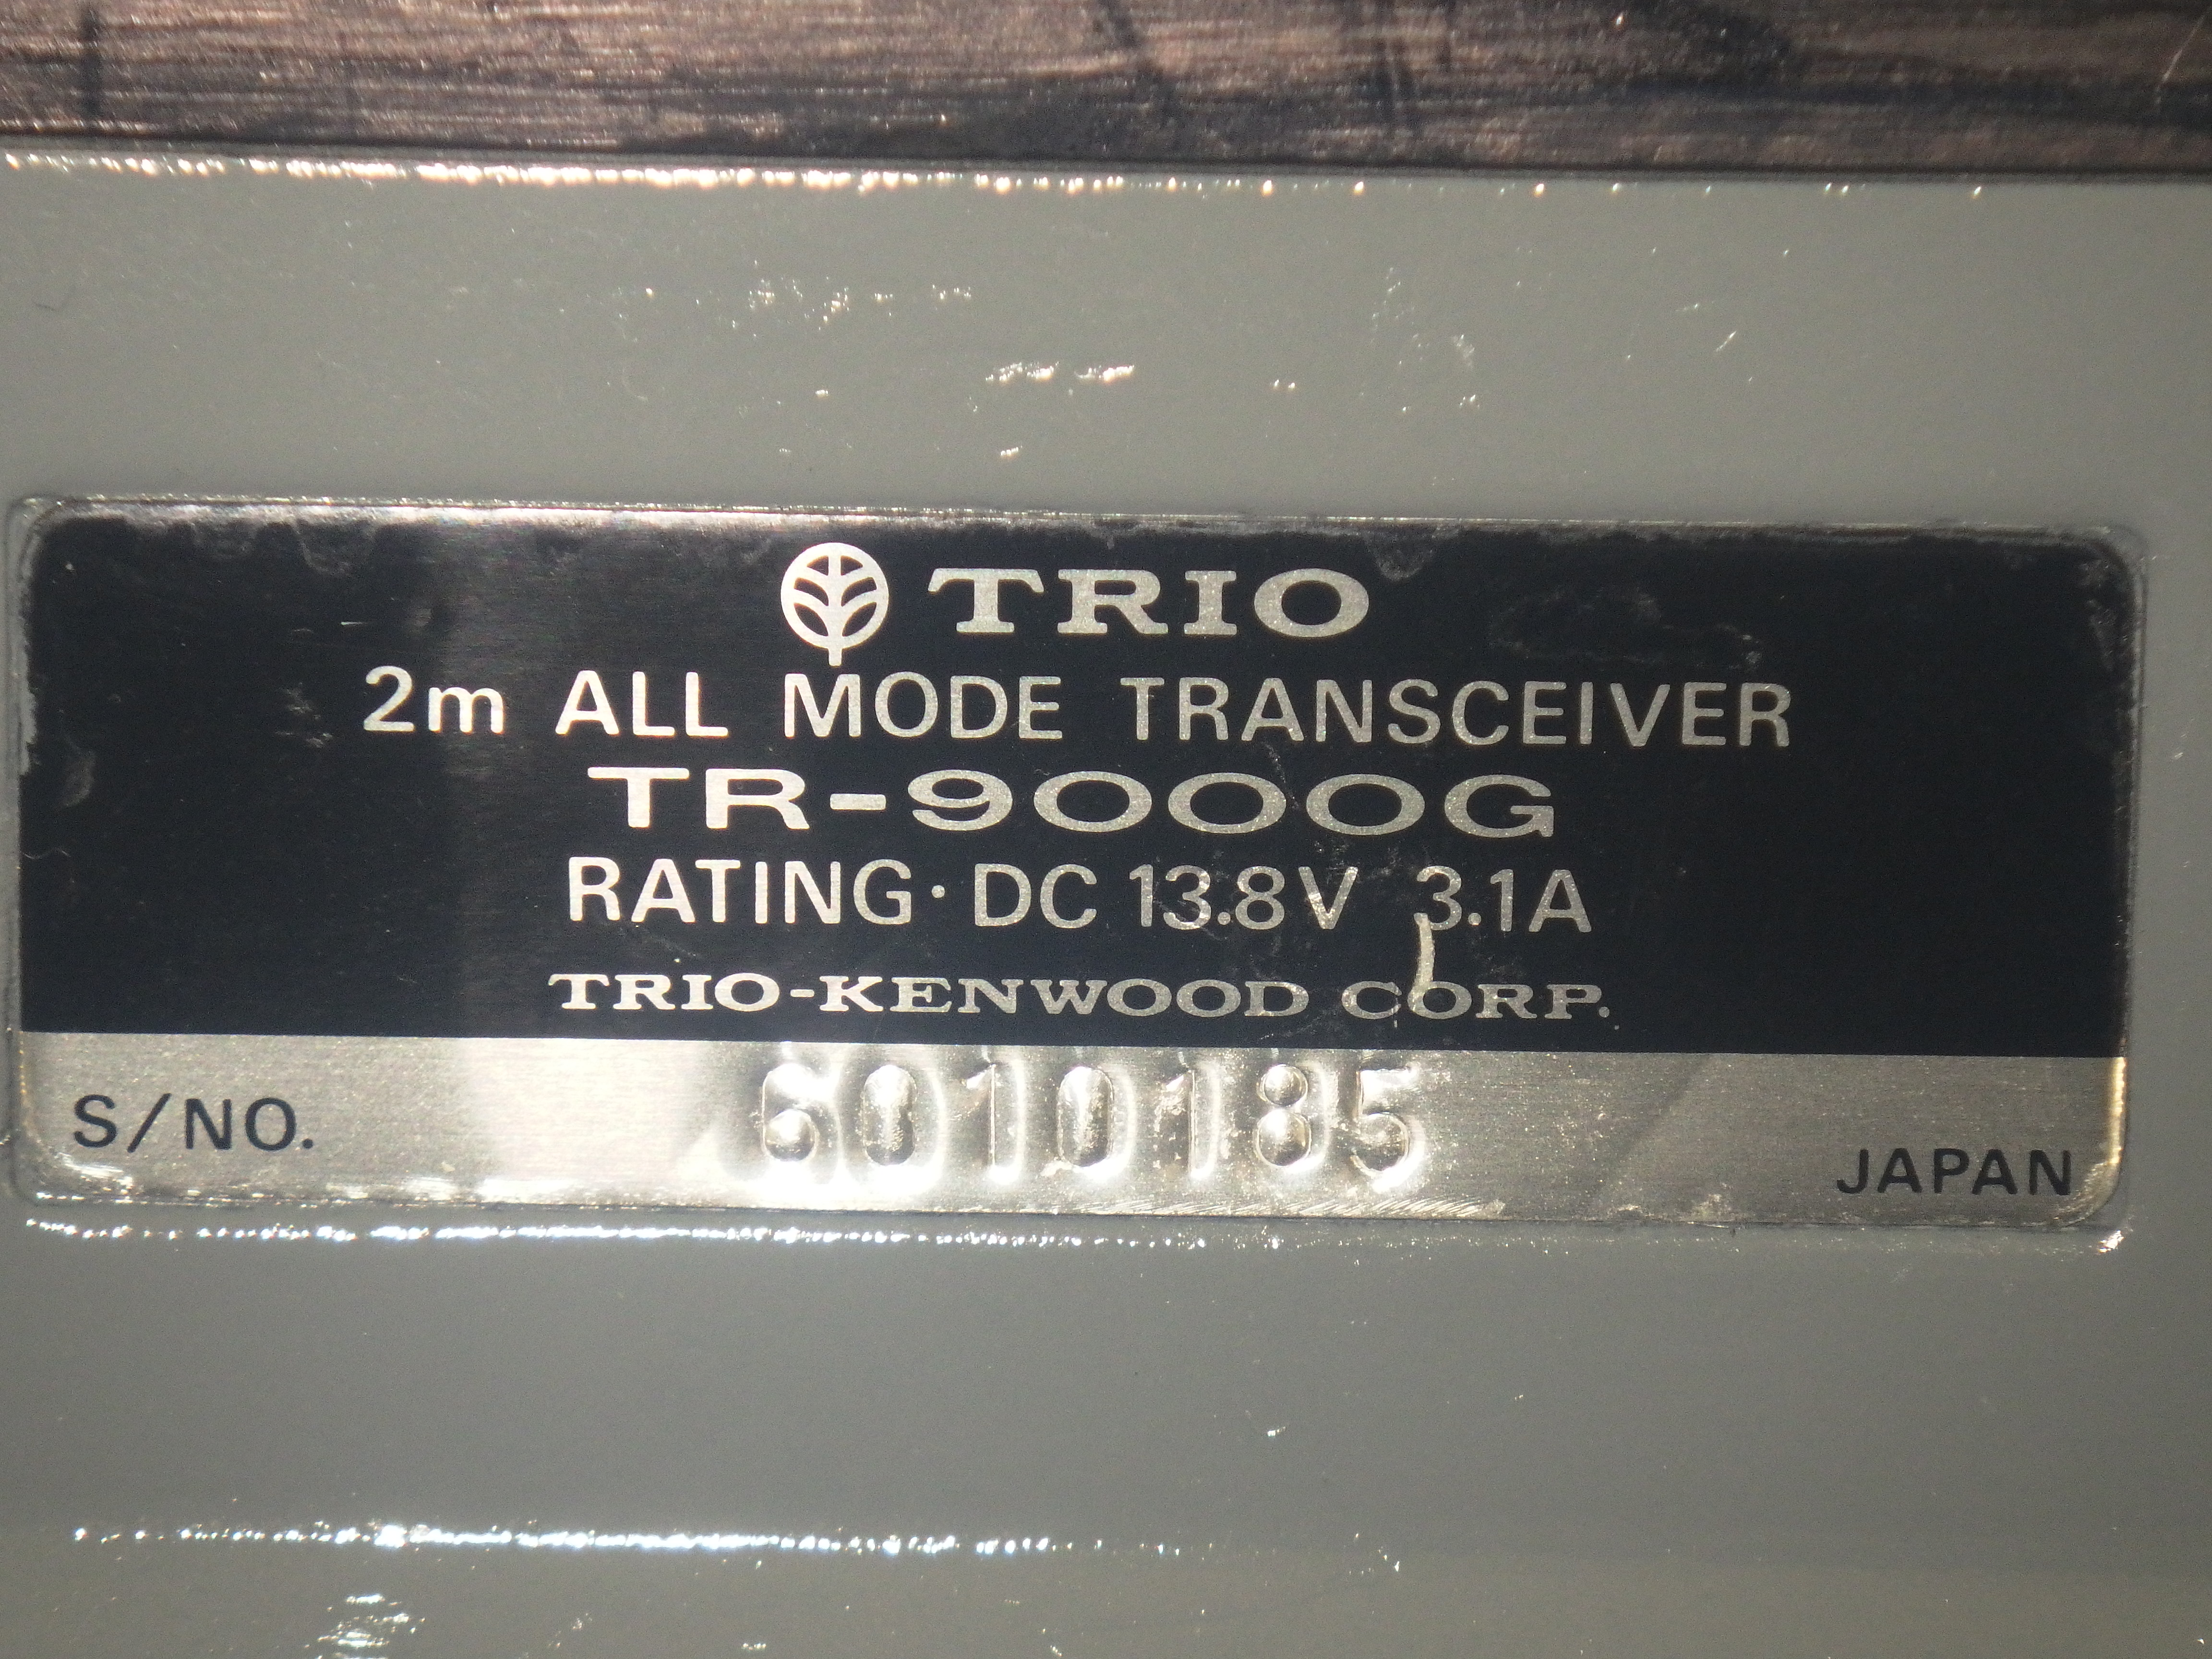 TRIO
2m ALL MODE TRANSCEIVER
TR-9000G
RATING · DC 13.8V 3.1A
TRIO-KENWOOD CORP.
S/NO. 6010185
JAPAN